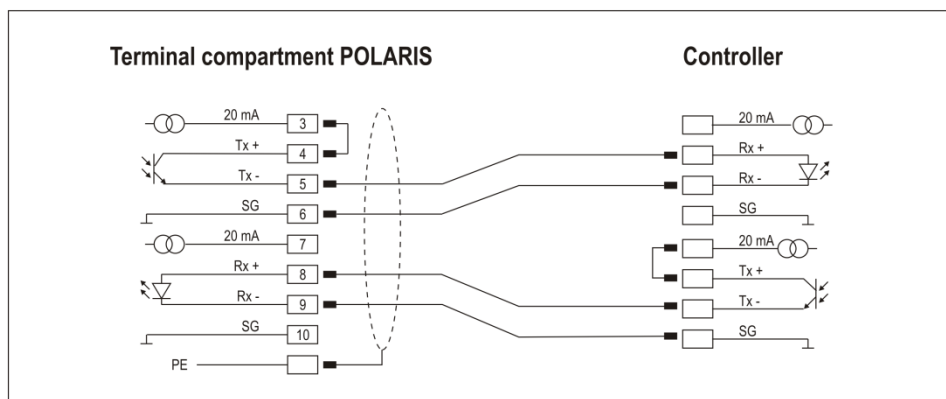 Terminal compartment POLARIS
Controller
20 mA 3
Tx + 4
Tx - 5
SG 6
20 mA 7
Rx + 8
Rx - 9
SG 10
PE
20 mA
Rx +
Rx -
SG
20 mA
Tx +
Tx -
SG